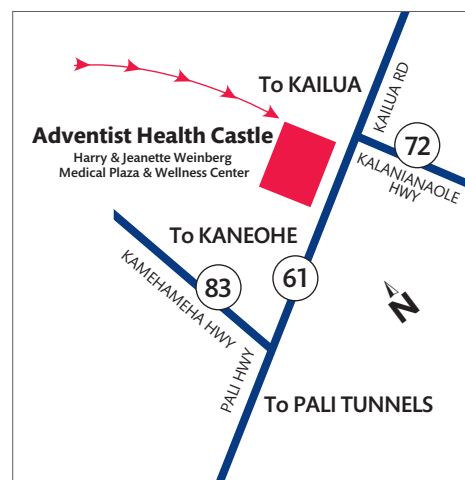 To KAILUA
KAILUA RD
Adventist Health Castle
Harry & Jeanette Weinberg
Medical Plaza & Wellness Center
72
KALANIANAOLE
HWY
To KANEOHE
83
61
KAMEHAMEHA HWY
N
PALI HWY
To PALI TUNNELS